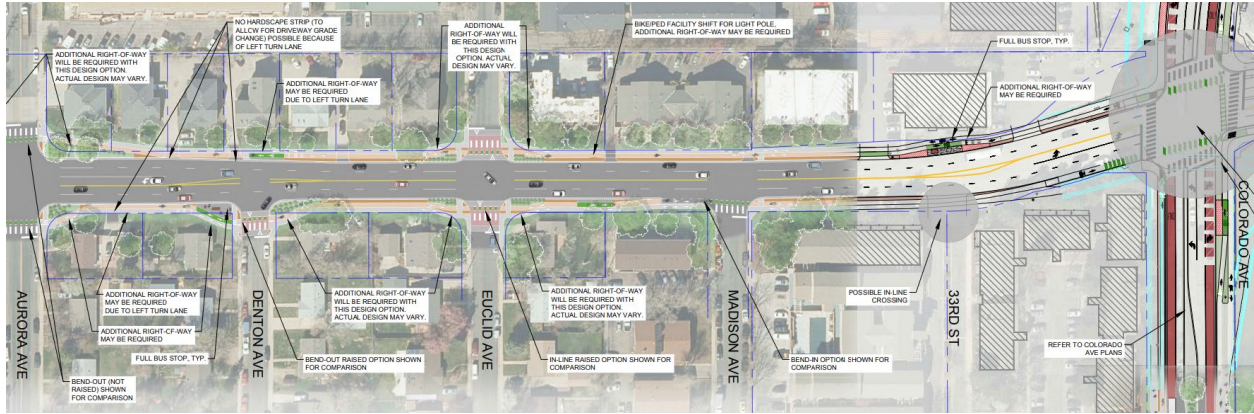 NO HARDSCAPE STRIP (TO
ALLCW FOR DRIVEWAY GRADE
CHANGE) POSSIBLE BECAUSE
OF LEFT TURN LANE
ADDITIONAL RIGHT-OF-WAY
WILL BE REQUIRED WITH
THIS DESIGN OPTION.
ACTUAL DESIGN MAY VARY.
ADDITIONAL RIGHT-OF-WAY
MAY BE REQUIRED
DUE TO LEFT TURN LANE
ADDITIONAL
RIGHT-OF-WAY WILL
BE REQUIRED WITH
THIS DESIGN
OPTION. ACTUAL
DESIGN MAY VARY.
BIKE/PED FACILITY SHIFT FOR LIGHT POLE.
ADDITIONAL RIGHT-OF-WAY MAY BE REQUIRED
FULL BUS STOP, TYP.
ADDITIONAL RIGHT-OF-WAY
MAY BE REQUIRED
AURORA AVE
ADDITIONAL RIGHT-OF-WAY
MAY BE REQUIRED
DUE TO LEFT TURN LANE
ADDITIONAL RIGHT-CF-WAY
MAY BE REQUIRED
FULL BUS STOP, TYP.
BEND-OUT (NOT
RAISED) SHOWN
FOR COMPARISON
DENTON AVE
ADDITIONAL RIGHT-OF-WAY
WILL BE REQUIRED WITH
THIS DESIGN OPTION.
ACTUAL DESIGN MAY VARY.
BEND-OUT RAISED OPTION SHOWN
FOR COMPARISON
EUCLID AVE
ADDITIONAL RIGHT-OF-WAY
WILL BE REQUIRED WITH
THIS DESIGN OPTION.
ACTUAL DESIGN MAY VARY.
IN-LINE RAISED OPTION SHOWN FOR
COMPARISON
MADISON AVE
BEND-IN OPTION SHOWN FOR
COMPARISON
POSSIBLE IN-LINE
CROSSING
33RD ST
REFER TO COLORADO
AVE PLANS
COLORADO AVE